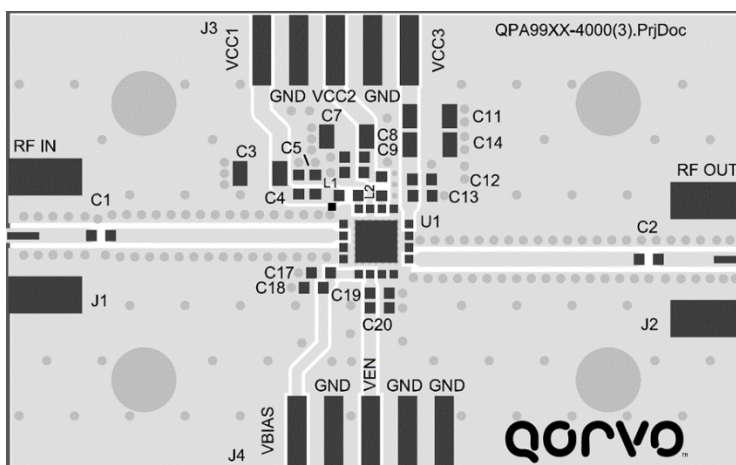 J3
VCC1
VCC3
QPA99XX-4000(3).PrjDoc
GND VCC2 GND
C7
C11
C8
C9
C14
C5
C3
RF IN
RF OUT
L1
L2
C12
C4
C13
C1
U1
C2
C17
C18
C19
C20
J1
J2
VEN
GND
GND GND
VBIAS
J4
QORVO
TM